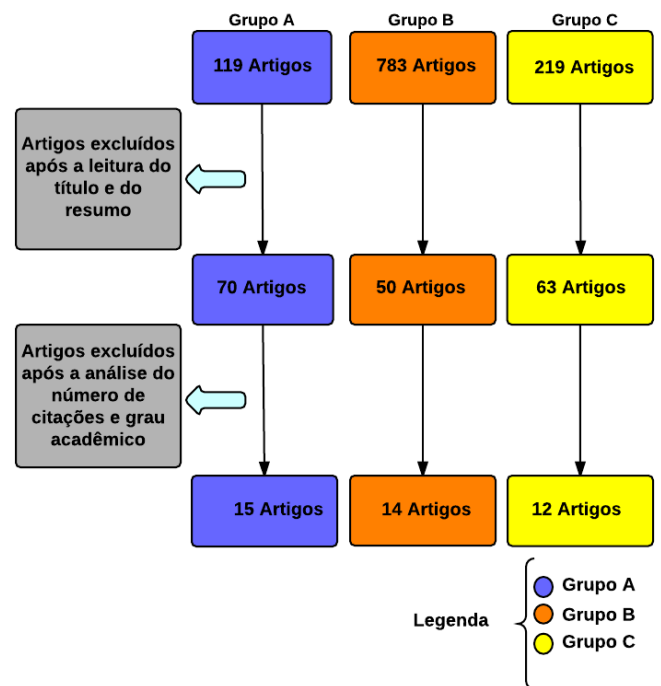 Grupo A
Grupo B
Grupo C
119 Artigos
783 Artigos
219 Artigos
Artigos excluídos
após a leitura do
título e do
resumo
70 Artigos
50 Artigos
63 Artigos
Artigos excluídos
após a análise do
número de
citações e grau
acadêmico
15 Artigos
14 Artigos
12 Artigos
Legenda
Grupo A
Grupo B
Grupo C